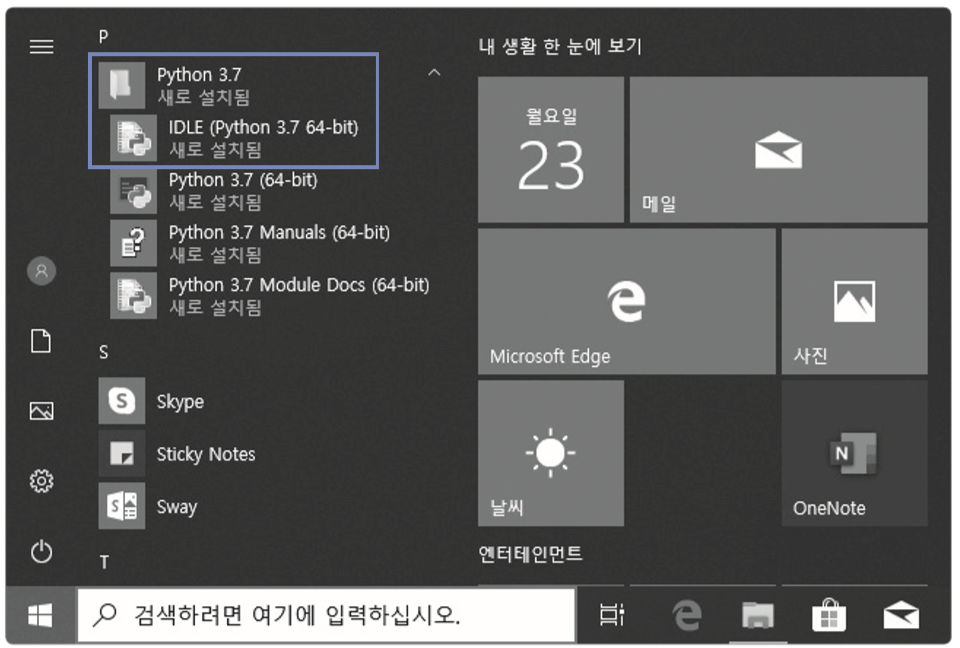 P
Python 3.7
새로 설치됨
IDLE (Python 3.7 64-bit)
새로 설치됨
Python 3.7 (64-bit)
새로 설치됨
Python 3.7 Manuals (64-bit)
새로 설치됨
Python 3.7 Module Docs (64-bit)
새로 설치됨
S
Skype
Sticky Notes
Sway
T
내 생활 한 눈에 보기
월요일
23
메일
Microsoft Edge
사진
날씨
OneNote
엔터테인먼트
검색하려면 여기에 입력하십시오.